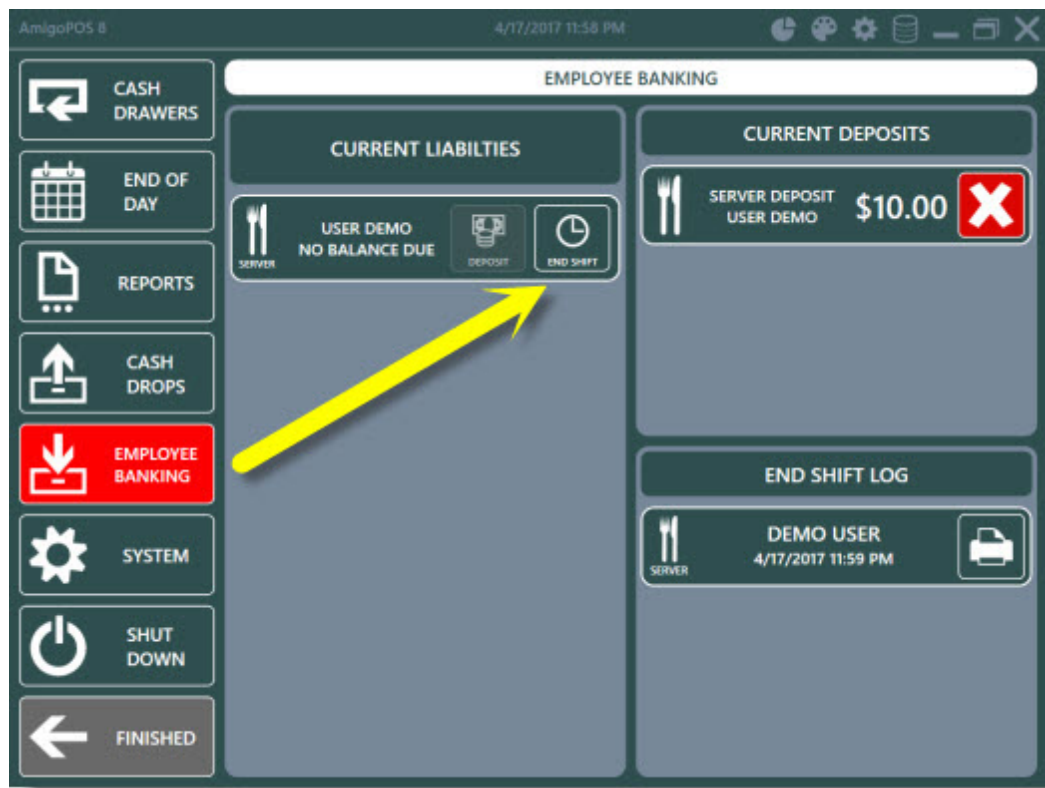 AmigoPOS 8
4/17/2017 11:58 PM
CASH
DRAWERS
END OF
DAY
REPORTS
CASH
DROPS
EMPLOYEE
BANKING
SYSTEM
SHUT
DOWN
FINISHED
EMPLOYEE BANKING
CURRENT LIABILTIES
USER DEMO
NO BALANCE DUE
SERVER
DEPOSIT
END SHIFT
CURRENT DEPOSITS
SERVER DEPOSIT
USER DEMO
$10.00
END SHIFT LOG
DEMO USER
4/17/2017 11:59 PM
SERVER